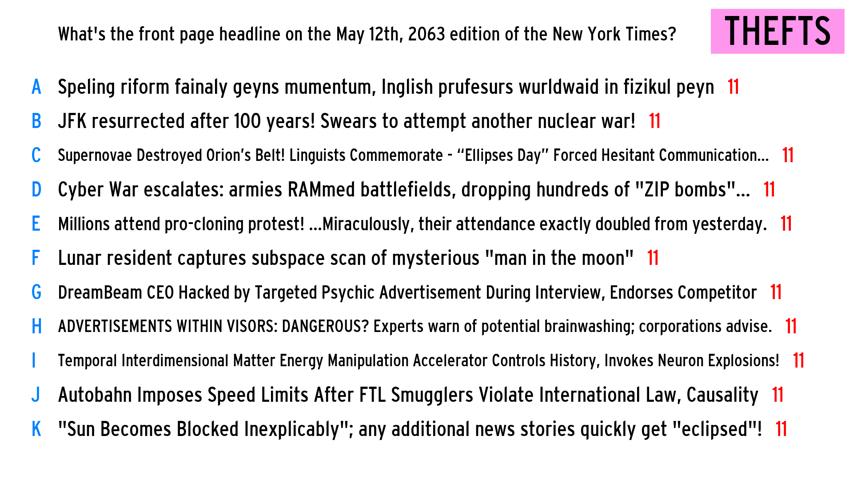 What's the front page headline on the May 12th, 2063 edition of the New York Times?
THEFTS
A Speling riform fainaly geyns mumentum, Inglish prufesurs wurldwaid in fizikul peyn 11
B JFK resurrected after 100 years! Swears to attempt another nuclear war! 11
C Supernovae Destroyed Orion’s Belt! Linguists Commemorate - “Ellipses Day” Forced Hesitant Communication... 11
D Cyber War escalates: armies RAMmed battlefields, dropping hundreds of "ZIP bombs"... 11
E Millions attend pro-cloning protest! ...Miraculously, their attendance exactly doubled from yesterday. 11
F Lunar resident captures subspace scan of mysterious "man in the moon" 11
G DreamBeam CEO Hacked by Targeted Psychic Advertisement During Interview, Endorses Competitor 11
H ADVERTISEMENTS WITHIN VISORS: DANGEROUS? Experts warn of potential brainwashing; corporations advise. 11
I Temporal Interdimensional Matter Energy Manipulation Accelerator Controls History, Invokes Neuron Explosions! 11
J Autobahn Imposes Speed Limits After FTL Smugglers Violate International Law, Causality 11
K "Sun Becomes Blocked Inexplicably"; any additional news stories quickly get "eclipsed"! 11